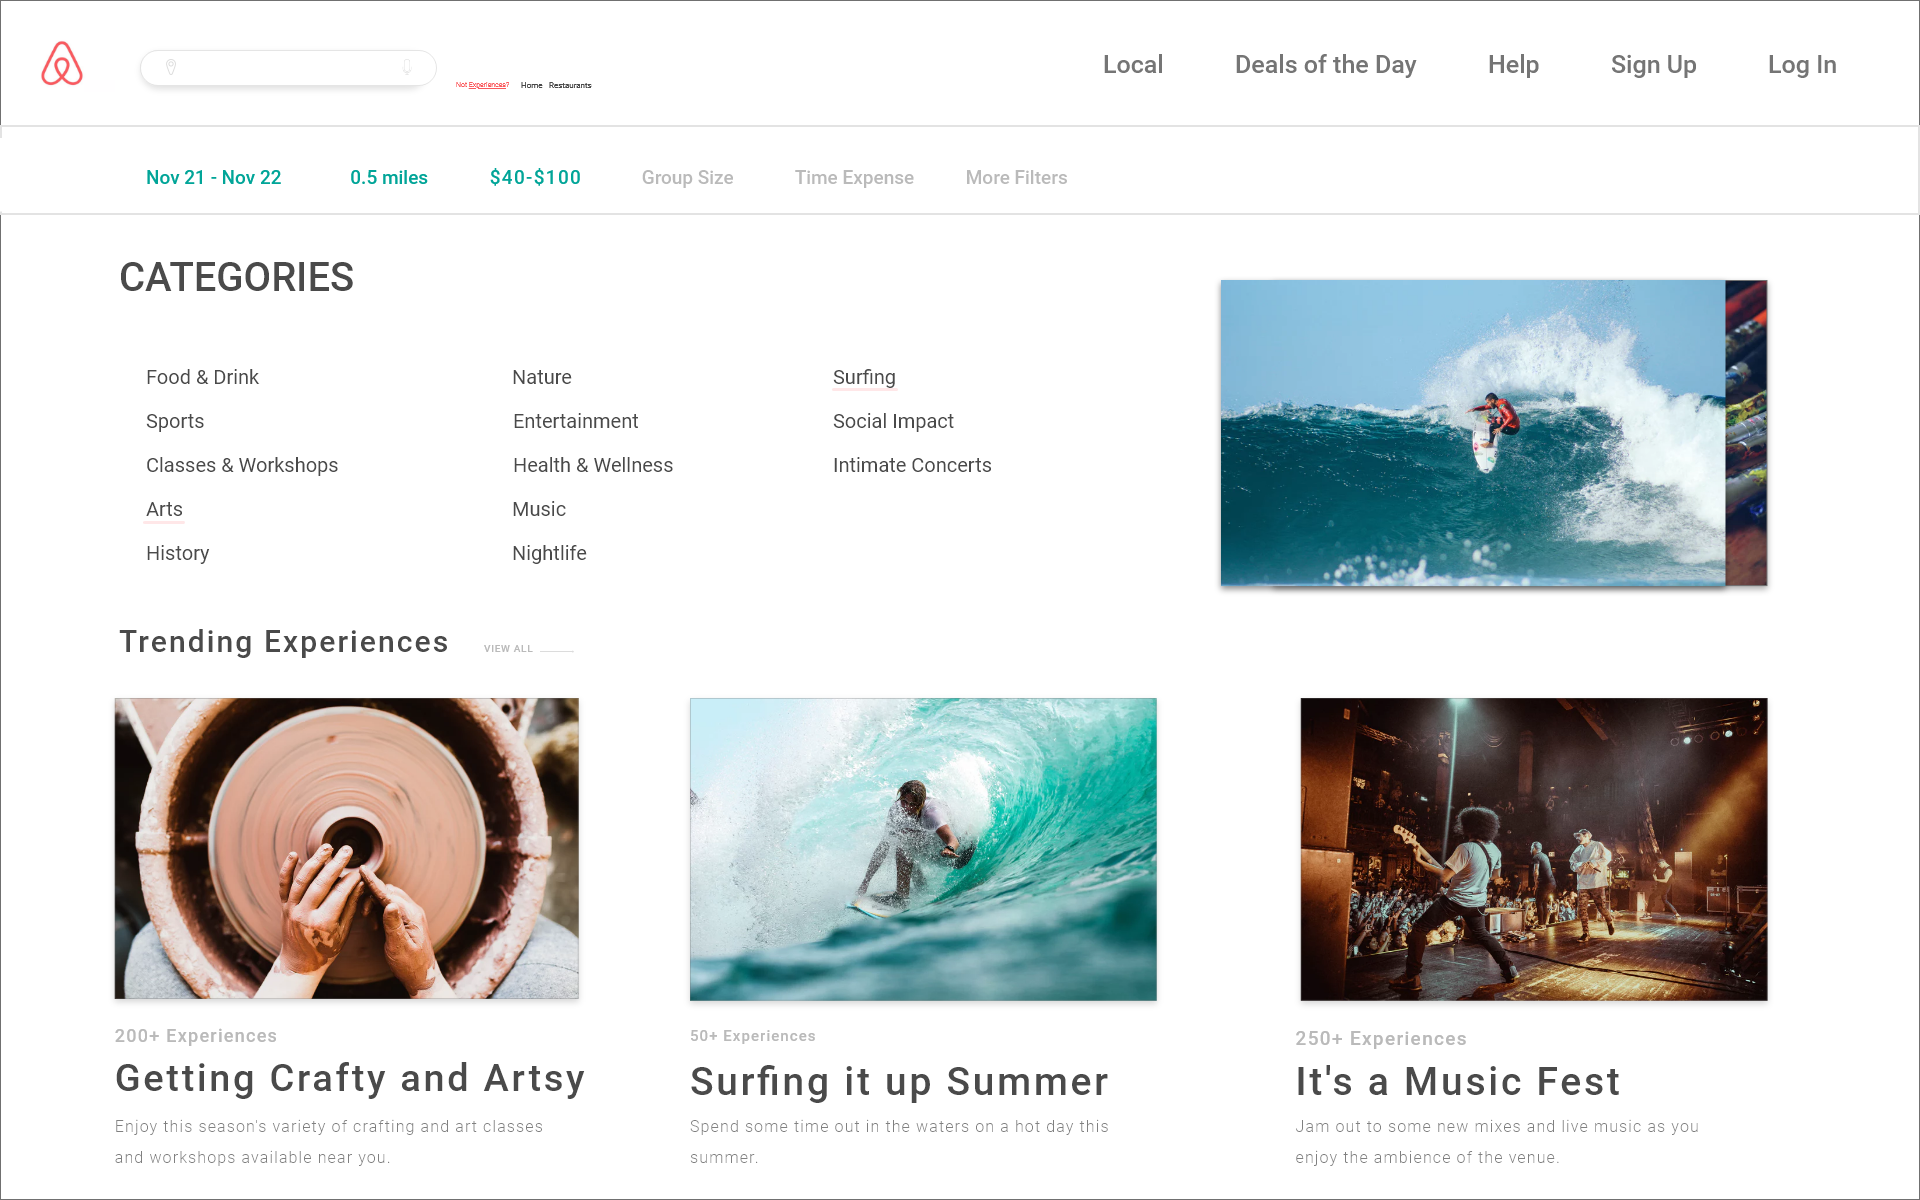 Local Deals of the Day Help Sign Up Log In
Not Experiences? Home Restaurants
Nov 21 - Nov 22 0.5 miles $40-$100 Group Size Time Expense More Filters
CATEGORIES
Food & Drink Nature Surfing
Sports Entertainment Social Impact
Classes & Workshops Health & Wellness Intimate Concerts
Arts Music
History Nightlife
Trending Experiences VIEW ALL
200+ Experiences
Getting Crafty and Artsy
Enjoy this season's variety of crafting and art classes
and workshops available near you.
50+ Experiences
Surfing it up Summer
Spend some time out in the waters on a hot day this
summer.
250+ Experiences
It's a Music Fest
Jam out to some new mixes and live music as you
enjoy the ambience of the venue.